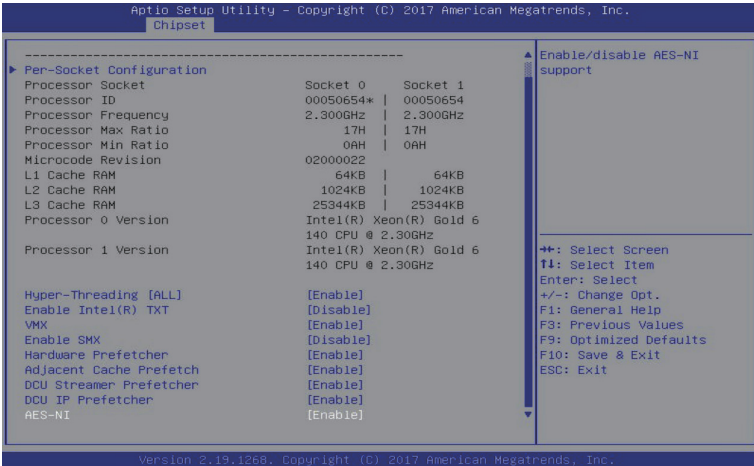 Aptio Setup Utility – Copyright (C) 2017 American Megatrends, Inc.
Chipset
--------------------------------------------------
Per-Socket Configuration
Processor Socket Socket 0 Socket 1
Processor ID 00050654* | 00050654
Processor Frequency 2.300GHz | 2.300GHz
Processor Max Ratio 17H | 17H
Processor Min Ratio 0AH | 0AH
Microcode Revision 02000022
L1 Cache RAM 64KB | 64KB
L2 Cache RAM 1024KB | 1024KB
L3 Cache RAM 25344KB | 25344KB
Processor 0 Version Intel(R) Xeon(R) Gold 6
140 CPU @ 2.30GHz
Processor 1 Version Intel(R) Xeon(R) Gold 6
140 CPU @ 2.30GHz
Hyper-Threading [ALL] [Enable]
Enable Intel(R) TXT [Disable]
VMX [Enable]
Enable SMX [Disable]
Hardware Prefetcher [Enable]
Adjacent Cache Prefetch [Enable]
DCU Streamer Prefetcher [Enable]
DCU IP Prefetcher [Enable]
AES-NI [Enable]
Enable/disable AES-NI
support
→←: Select Screen
↑↓: Select Item
Enter: Select
+/-: Change Opt.
F1: General Help
F3: Previous Values
F9: Optimized Defaults
F10: Save & Exit
ESC: Exit
Version 2.19.1268. Copyright (C) 2017 American Megatrends, Inc.